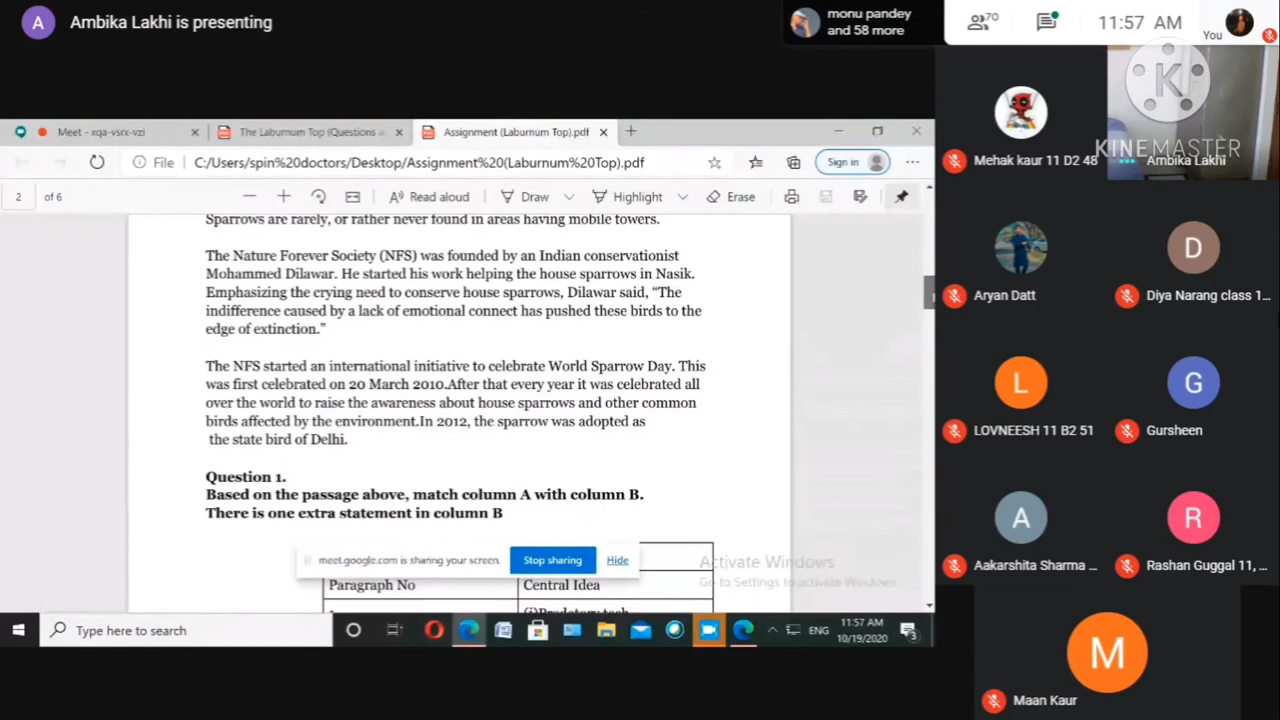 A
Ambika Lakhi is presenting
monu pandey
and 58 more
70
11:57 AM
You
Meet - xqa-vsrx-vzi
The Laburnum Top (Questions a
Assignment (Laburnum Top).pdf
File
C:/Users/spin%20doctors/Desktop/Assignment%20(Laburnum%20Top).pdf
Sign in
2
of 6
Read aloud
Draw
Highlight
Erase
Sparrows are rarely, or rather never found in areas having mobile towers.
The Nature Forever Society (NFS) was founded by an Indian conservationist
Mohammed Dilawar. He started his work helping the house sparrows in Nasik.
Emphasizing the crying need to conserve house sparrows, Dilawar said, “The
indifference caused by a lack of emotional connect has pushed these birds to the
edge of extinction.”
The NFS started an international initiative to celebrate World Sparrow Day. This
was first celebrated on 20 March 2010.After that every year it was celebrated all
over the world to raise the awareness about house sparrows and other common
birds affected by the environment.In 2012, the sparrow was adopted as
the state bird of Delhi.
Question 1.
Based on the passage above, match column A with column B.
There is one extra statement in column B
meet.google.com is sharing your screen.
Stop sharing
Hide
Paragraph No
Central Idea
Activate Windows
Go to Settings to activate Windows.
Type here to search
ENG
11:57 AM
10/19/2020
3
Mehak kaur 11 D2 48
K
KINEMASTER
Ambika Lakhi
Aryan Datt
D
Diya Narang class 1...
L
LOVNEESH 11 B2 51
G
Gursheen
A
Aakarshita Sharma ...
R
Rashan Guggal 11, ...
M
Maan Kaur